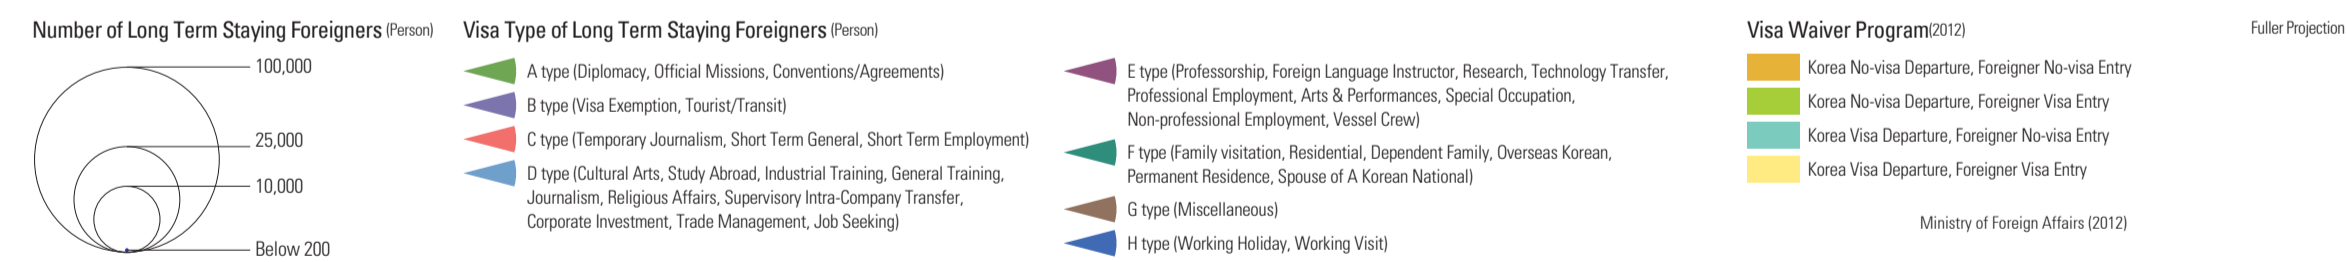 Number of Long Term Staying Foreigners (Person)
100,000
25,000
10,000
Below 200
Visa Type of Long Term Staying Foreigners (Person)
A type (Diplomacy, Official Missions, Conventions/Agreements)
B type (Visa Exemption, Tourist/Transit)
C type (Temporary Journalism, Short Term General, Short Term Employment)
D type (Cultural Arts, Study Abroad, Industrial Training, General Training,
Journalism, Religious Affairs, Supervisory Intra-Company Transfer,
Corporate Investment, Trade Management, Job Seeking)
E type (Professorship, Foreign Language Instructor, Research, Technology Transfer,
Professional Employment, Arts & Performances, Special Occupation,
Non-professional Employment, Vessel Crew)
F type (Family visitation, Residential, Dependent Family, Overseas Korean,
Permanent Residence, Spouse of A Korean National)
G type (Miscellaneous)
H type (Working Holiday, Working Visit)
Visa Waiver Program(2012)
Korea No-visa Departure, Foreigner No-visa Entry
Korea No-visa Departure, Foreigner Visa Entry
Korea Visa Departure, Foreigner No-visa Entry
Korea Visa Departure, Foreigner Visa Entry
Ministry of Foreign Affairs (2012)
Fuller Projection